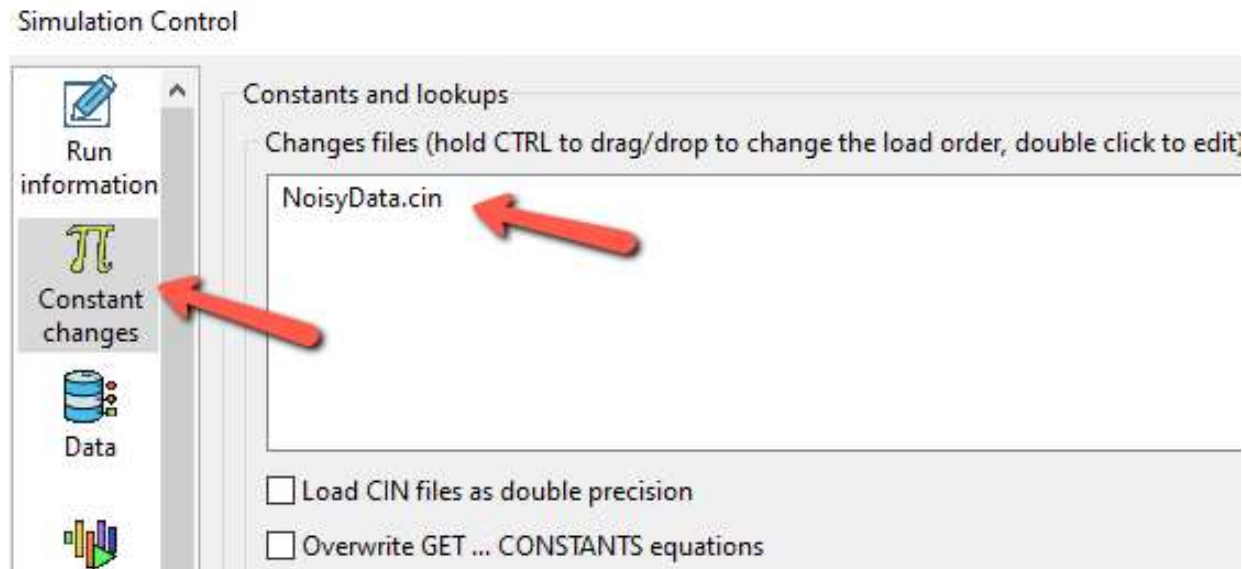 Simulation Control
Run
information
Constant
changes
Data
Constants and lookups
Changes files (hold CTRL to drag/drop to change the load order, double click to edit)
NoisyData.cin
Load CIN files as double precision
Overwrite GET ... CONSTANTS equations